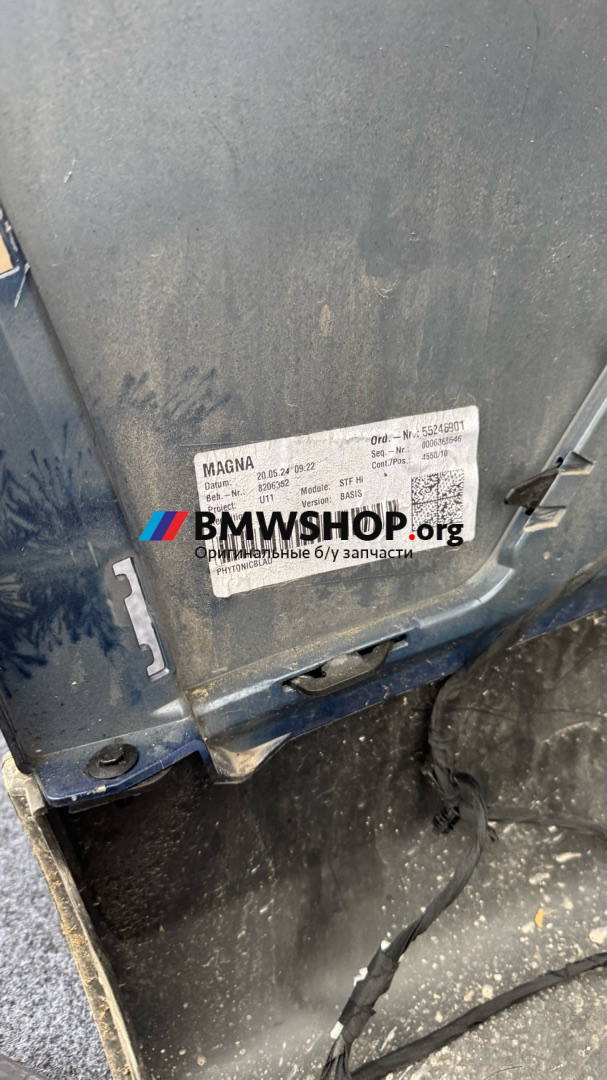 MAGNA
Ord.-Nr.: 55246901
Datum: 20.05.24 09:22
Seq.-Nr.: 8006363646
Beh.-Nr.: 8206352
Module: STF Hi
Cont./Pos.: 4550/10
Project: U11
Version: BASIS
BMWSHOP.org
Оригинальные б/у запчасти
PHYTONICBLAU